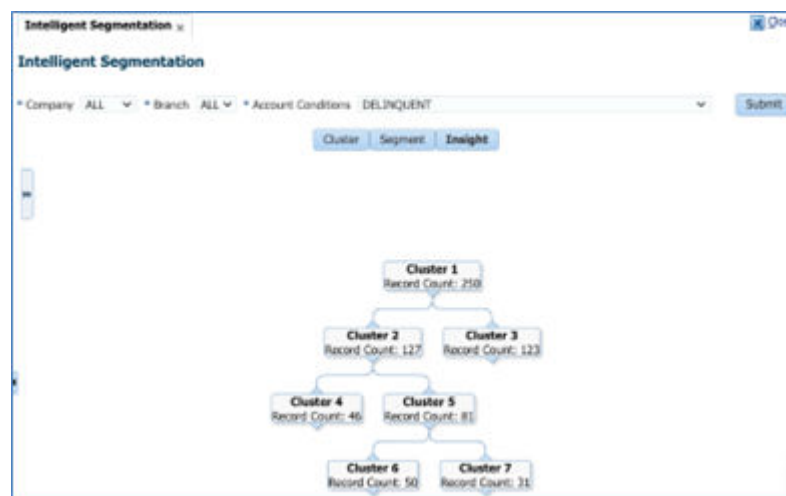 Intelligent Segmentation
Intelligent Segmentation
* Company ALL * Branch ALL * Account Conditions DELINQUENT Submit
Cluster Segment Insight
Cluster 1
Record Count: 250
Cluster 2 Cluster 3
Record Count: 127 Record Count: 123
Cluster 4 Cluster 5
Record Count: 46 Record Count: 81
Cluster 6 Cluster 7
Record Count: 50 Record Count: 31